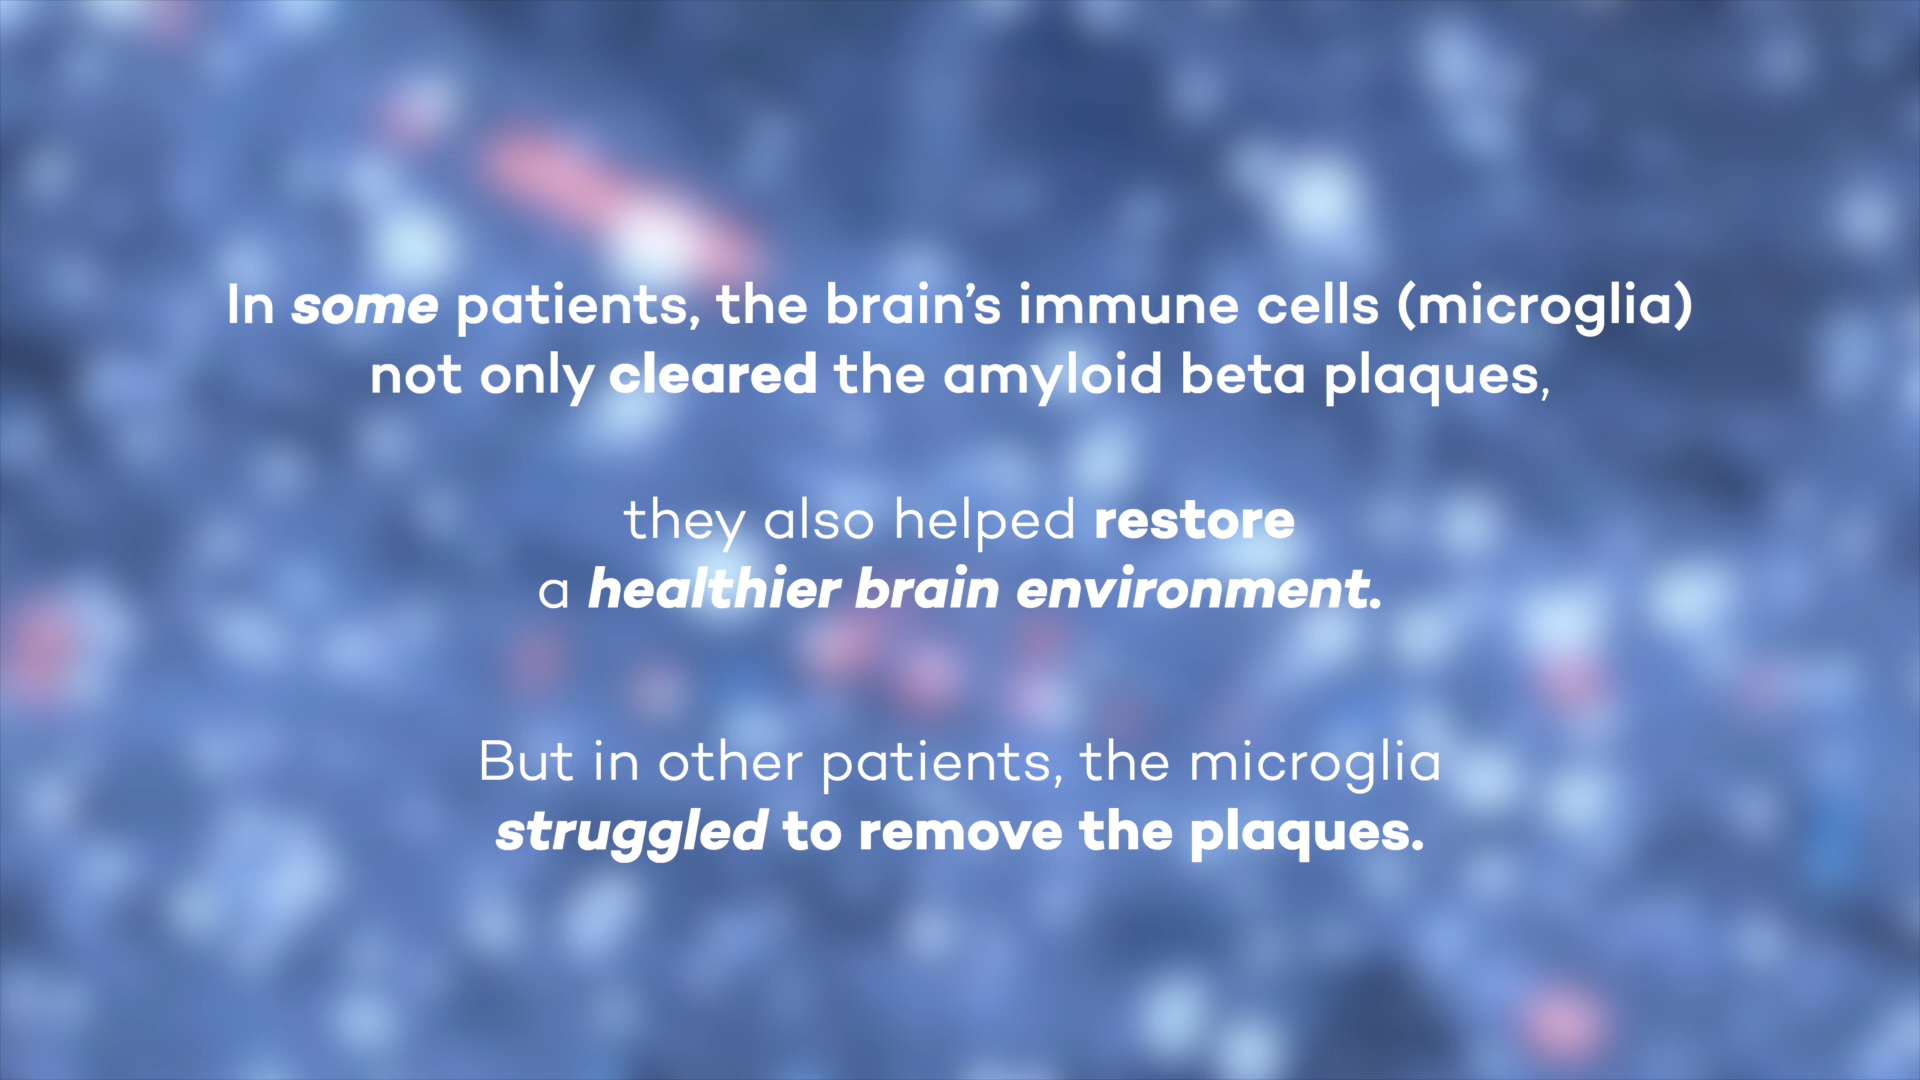 In some patients, the brain’s immune cells (microglia)
not only cleared the amyloid beta plaques,
they also helped restore
a healthier brain environment.
But in other patients, the microglia
struggled to remove the plaques.